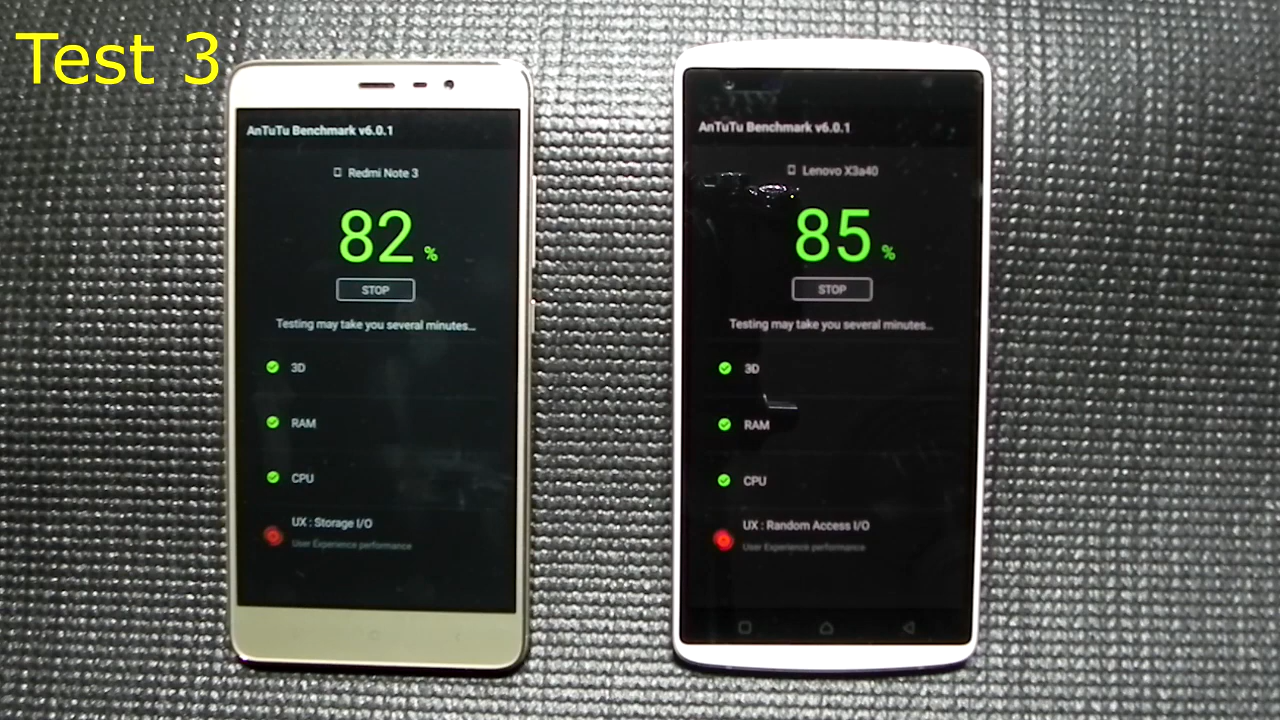 Test 3
AnTuTu Benchmark v6.0.1
Redmi Note 3
82 %
STOP
Testing may take you several minutes...
3D
RAM
CPU
UX : Storage I/O
User Experience performance
AnTuTu Benchmark v6.0.1
Lenovo X3a40
85 %
STOP
Testing may take you several minutes...
3D
RAM
CPU
UX : Random Access I/O
User Experience performance